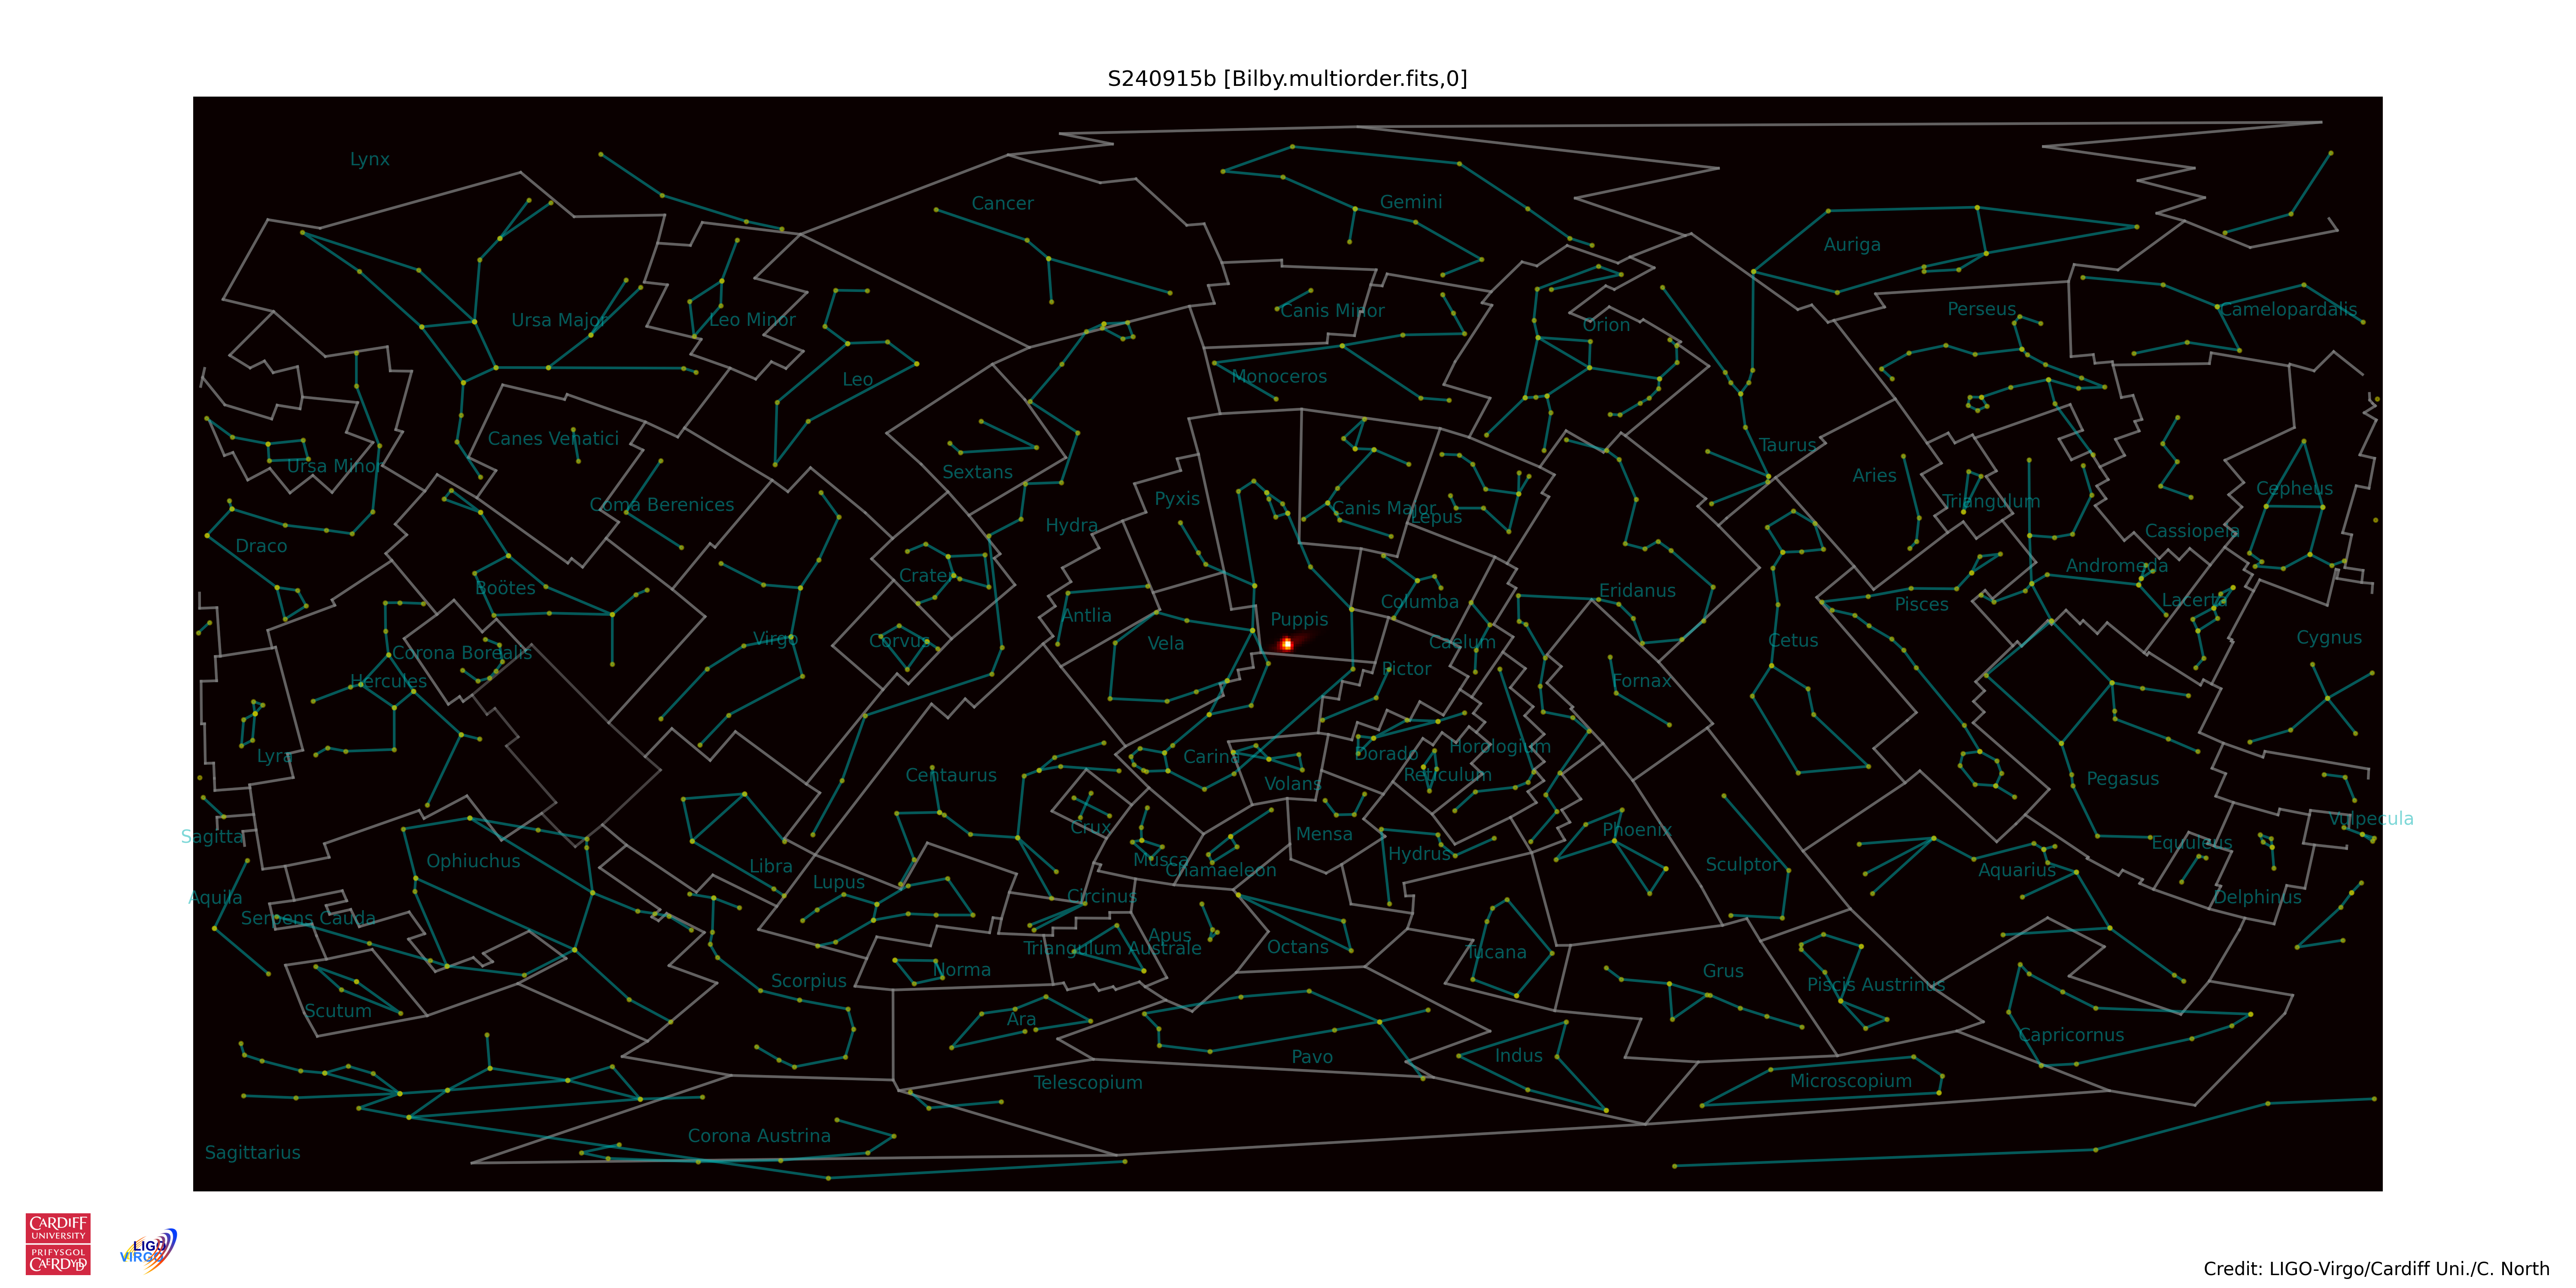 S240915b [Bilby.multiorder.fits,0]
Lynx
Cancer
Gemini
Auriga
Ursa Major
Leo Minor
Canis Minor
Orion
Perseus
Camelopardalis
Leo
Monoceros
Canes Venatici
Taurus
Ursa Minor
Sextans
Aries
Coma Berenices
Pyxis
Canis Major
Lepus
Triangulum
Cepheus
Draco
Hydra
Cassiopeia
Boötes
Crater
Andromeda
Antlia
Columba
Eridanus
Pisces
Lacerta
Puppis
Corona Borealis
Virgo
Corvus
Vela
Caelum
Cetus
Cygnus
Hercules
Pictor
Fornax
Lyra
Centaurus
Carina
Volans
Dorado
Horologium
Reticulum
Pegasus
Sagitta
Crux
Mensa
Phoenix
Vulpecula
Ophiuchus
Libra
Lupus
Musca
Chamaeleon
Hydrus
Sculptor
Aquarius
Equuleus
Aquila
Serpens Cauda
Circinus
Delphinus
Triangulum Australe
Apus
Octans
Tucana
Scutum
Scorpius
Norma
Grus
Piscis Austrinus
Ara
Pavo
Indus
Capricornus
Telescopium
Microscopium
Sagittarius
Corona Austrina
CARDIFF
UNIVERSITY
PRIFYSGOL
CAERDYDD
LIGO
VIRGO
Credit: LIGO-Virgo/Cardiff Uni./C. North